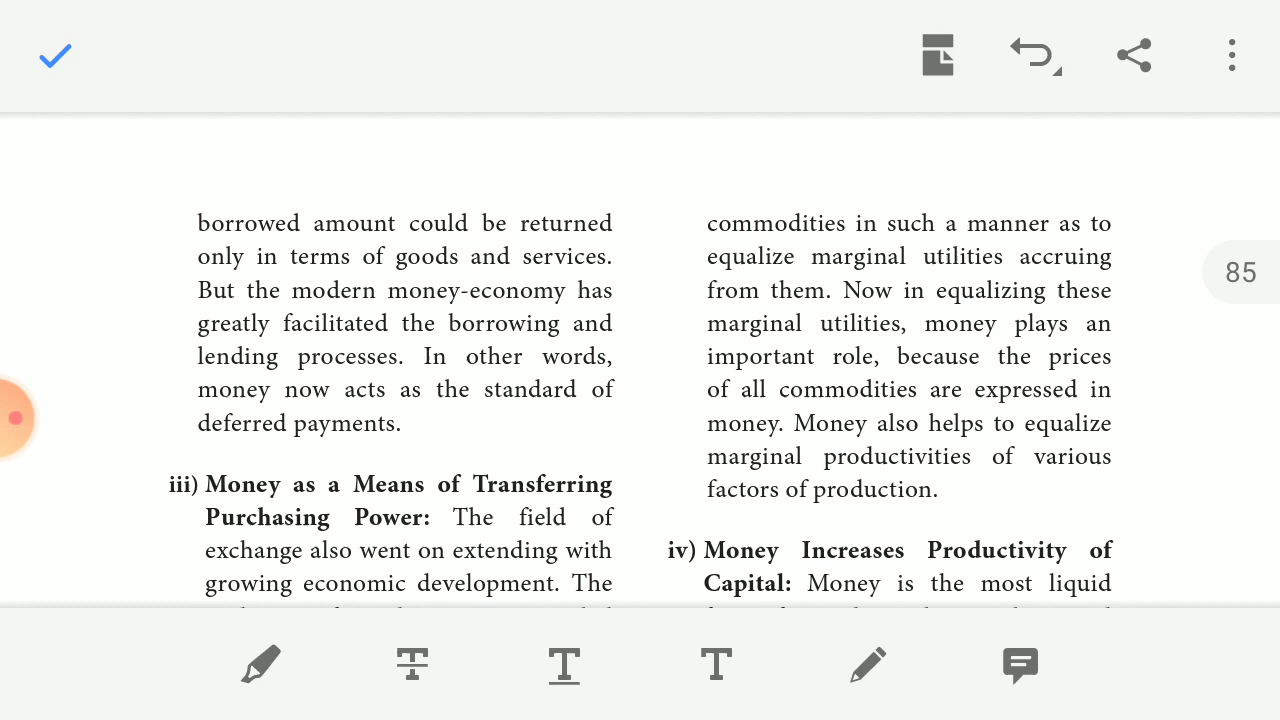 borrowed amount could be returned
only in terms of goods and services.
But the modern money-economy has
greatly facilitated the borrowing and
lending processes. In other words,
money now acts as the standard of
deferred payments.
iii) Money as a Means of Transferring
Purchasing Power: The field of
exchange also went on extending with
growing economic development. The
commodities in such a manner as to
equalize marginal utilities accruing
from them. Now in equalizing these
marginal utilities, money plays an
important role, because the prices
of all commodities are expressed in
money. Money also helps to equalize
marginal productivities of various
factors of production.
iv) Money Increases Productivity of
Capital: Money is the most liquid
85